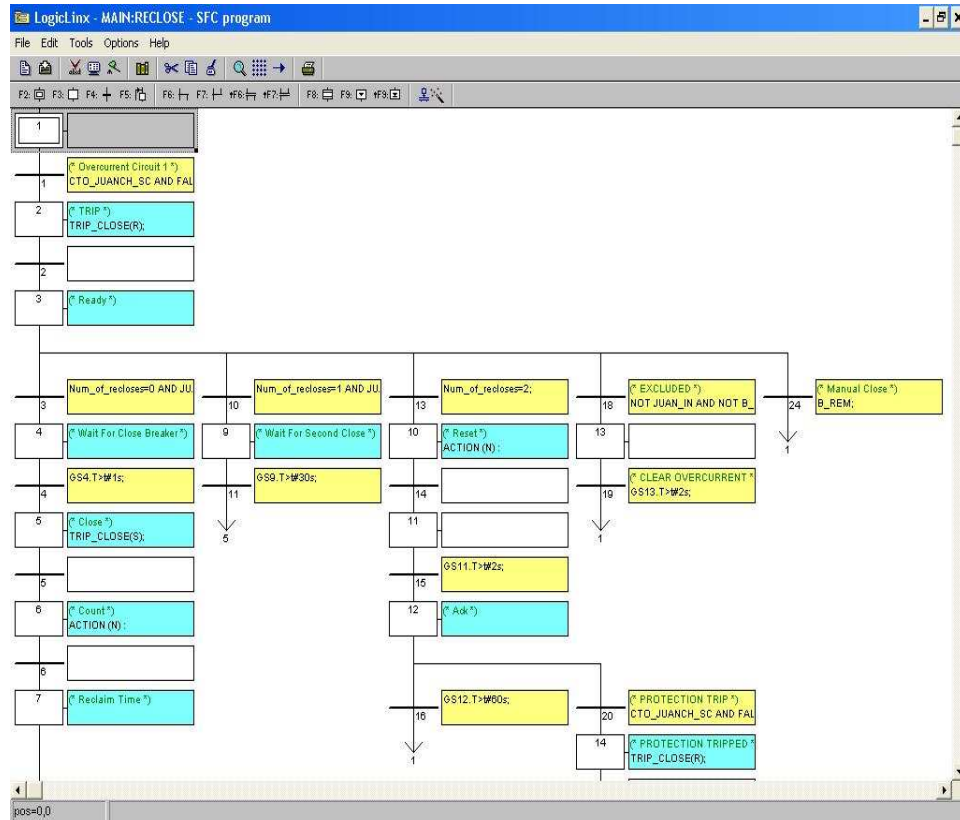 LogicLinx - MAIN:RECLOSE - SFC program
File Edit Tools Options Help
F2: F3: F4: F5: F6: F7: ↑F6: ↑F7: F8: F9: ↑F9:
1
(* Overcurrent Circuit 1 *)
CTO_JUANCH_SC AND FAL
1
2
(* TRIP *)
TRIP_CLOSE(R);
2
3
(* Ready *)
Num_of_recloses=0 AND JU.
3
Num_of_recloses=1 AND JU.
10
Num_of_recloses=2;
13
(* EXCLUDED *)
NOT JUAN_IN AND NOT B_
18
(* Manual Close *)
B_REM;
24
1
4
(* Wait For Close Breaker *)
9
(* Wait For Second Close *)
10
(* Reset *)
ACTION (N) :
13
GS4.T>t#1s;
4
GS9.T>t#30s;
11
5
14
(* CLEAR OVERCURRENT *
GS13.T>t#2s;
19
1
5
(* Close *)
TRIP_CLOSE(S);
11
5
GS11.T>t#2s;
15
6
(* Count *)
ACTION (N) :
12
(* Ack *)
6
7
(* Reclaim Time *)
GS12.T>t#60s;
16
1
(* PROTECTION TRIP *)
CTO_JUANCH_SC AND FAL
20
14
(* PROTECTION TRIPPED *
TRIP_CLOSE(R);
pos=0,0